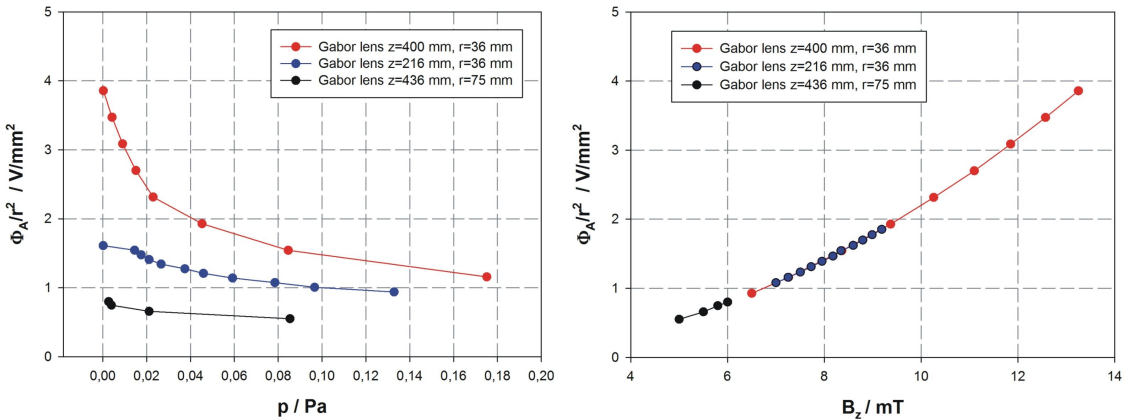 5
4
3
2
1
0
Φ_A/r² / V/mm²
Gabor lens z=400 mm, r=36 mm
Gabor lens z=216 mm, r=36 mm
Gabor lens z=436 mm, r=75 mm
0,00 0,02 0,04 0,06 0,08 0,10 0,12 0,14 0,16 0,18 0,20
p / Pa
5
4
3
2
1
0
Φ_A/r² / V/mm²
Gabor lens z=400 mm, r=36 mm
Gabor lens z=216 mm, r=36 mm
Gabor lens z=436 mm, r=75 mm
4 6 8 10 12 14
B_z / mT